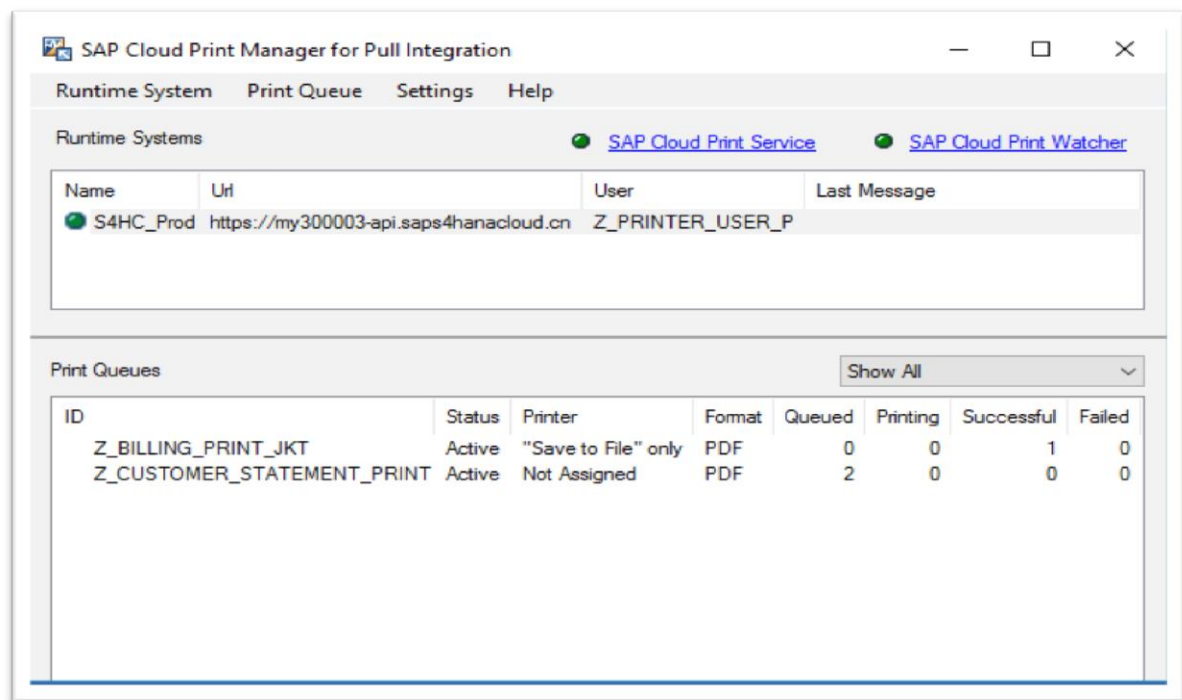 SAP Cloud Print Manager for Pull Integration
Runtime System Print Queue Settings Help
Runtime Systems SAP Cloud Print Service SAP Cloud Print Watcher
Name Url User Last Message
S4HC_Prod https://my300003-api.saps4hanacloud.cn Z_PRINTER_USER_P
Print Queues Show All
ID Status Printer Format Queued Printing Successful Failed
Z_BILLING_PRINT_JKT Active "Save to File" only PDF 0 0 1 0
Z_CUSTOMER_STATEMENT_PRINT Active Not Assigned PDF 2 0 0 0